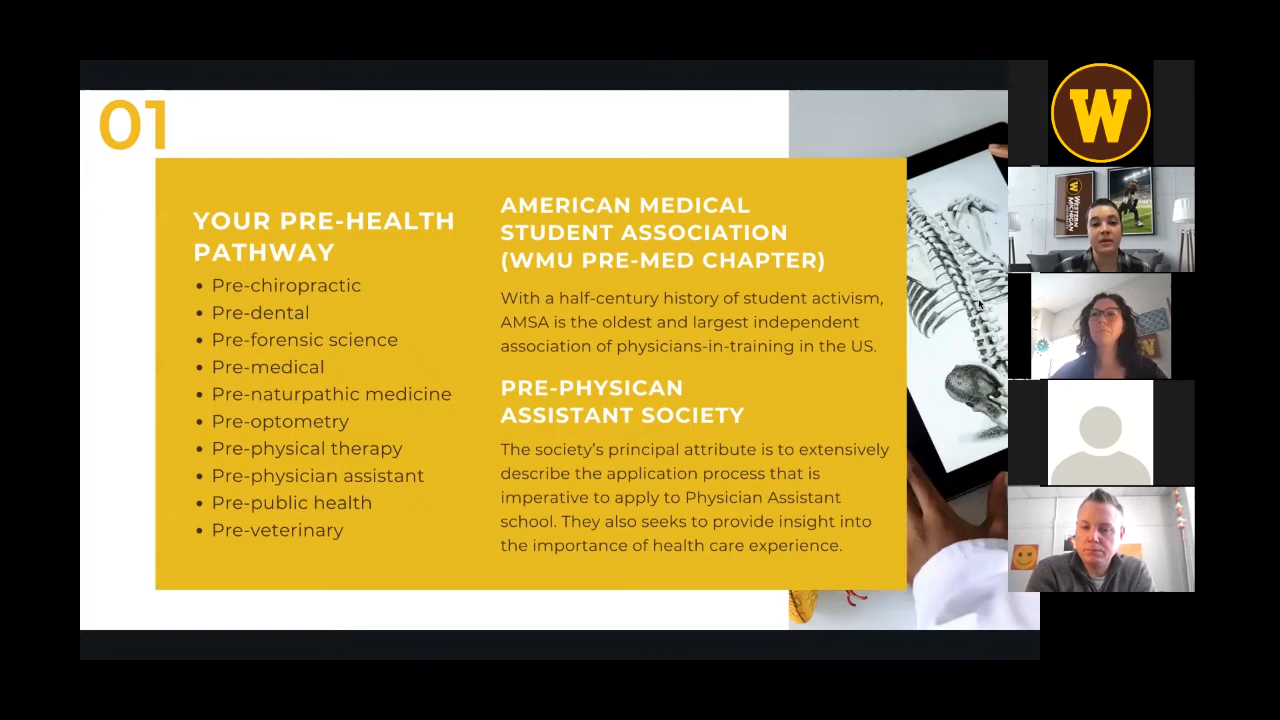 01
YOUR PRE-HEALTH
PATHWAY
• Pre-chiropractic
• Pre-dental
• Pre-forensic science
• Pre-medical
• Pre-naturpathic medicine
• Pre-optometry
• Pre-physical therapy
• Pre-physician assistant
• Pre-public health
• Pre-veterinary
AMERICAN MEDICAL
STUDENT ASSOCIATION
(WMU PRE-MED CHAPTER)
With a half-century history of student activism,
AMSA is the oldest and largest independent
association of physicians-in-training in the US.
PRE-PHYSICAN
ASSISTANT SOCIETY
The society’s principal attribute is to extensively
describe the application process that is
imperative to apply to Physician Assistant
school. They also seeks to provide insight into
the importance of health care experience.
W
W
WESTERN
MICHIGAN
W